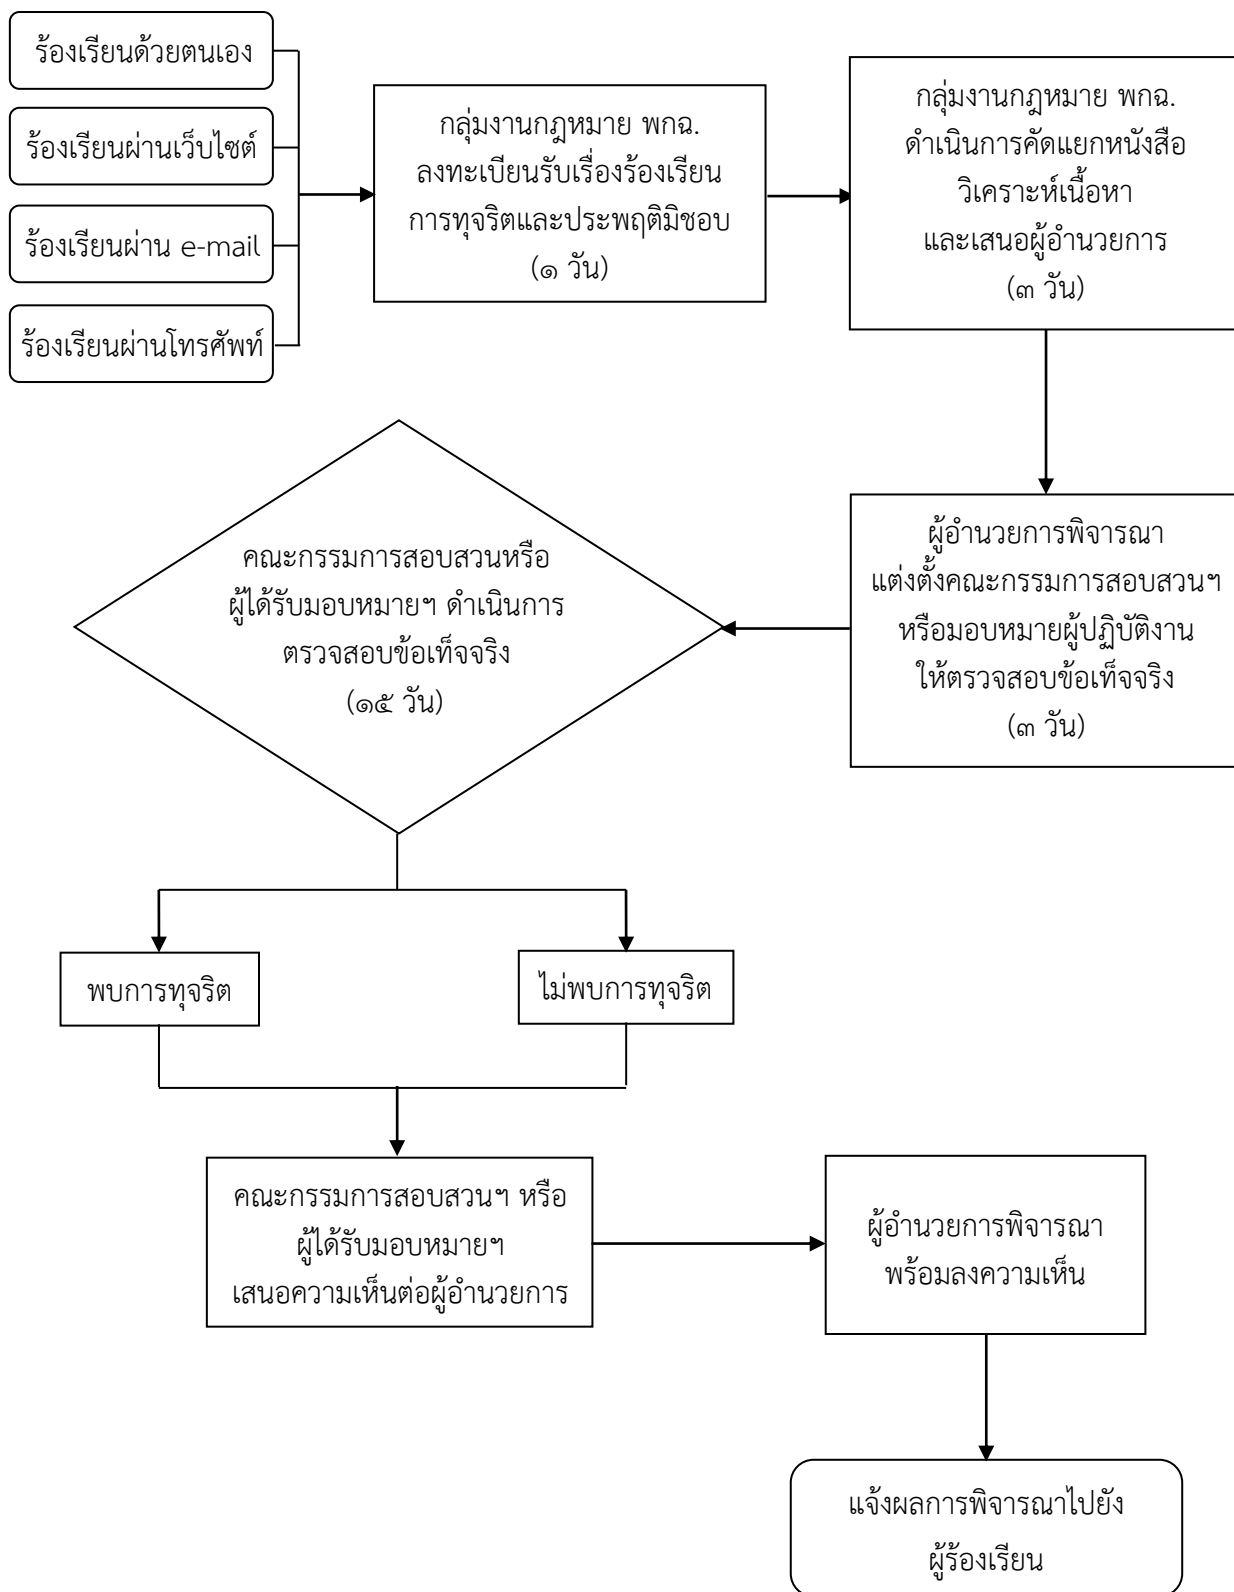 ร้องเรียนด้วยตนเอง
ร้องเรียนผ่านเว็บไซต์
ร้องเรียนผ่าน e-mail
ร้องเรียนผ่านโทรศัพท์
กลุ่มงานกฎหมาย พกฉ.
ลงทะเบียนรับเรื่องร้องเรียน
การทุจริตและประพฤติมิชอบ
(๑ วัน)
กลุ่มงานกฎหมาย พกฉ.
ดำเนินการคัดแยกหนังสือ
วิเคราะห์เนื้อหา
และเสนอผู้อำนวยการ
(๓ วัน)
ผู้อำนวยการพิจารณา
แต่งตั้งคณะกรรมการสอบสวนฯ
หรือมอบหมายผู้ปฏิบัติงาน
ให้ตรวจสอบข้อเท็จจริง
(๓ วัน)
คณะกรรมการสอบสวนหรือ
ผู้ได้รับมอบหมายฯ ดำเนินการ
ตรวจสอบข้อเท็จจริง
(๑๕ วัน)
พบการทุจริต
ไม่พบการทุจริต
คณะกรรมการสอบสวนฯ หรือ
ผู้ได้รับมอบหมายฯ
เสนอความเห็นต่อผู้อำนวยการ
ผู้อำนวยการพิจารณา
พร้อมลงความเห็น
แจ้งผลการพิจารณาไปยัง
ผู้ร้องเรียน